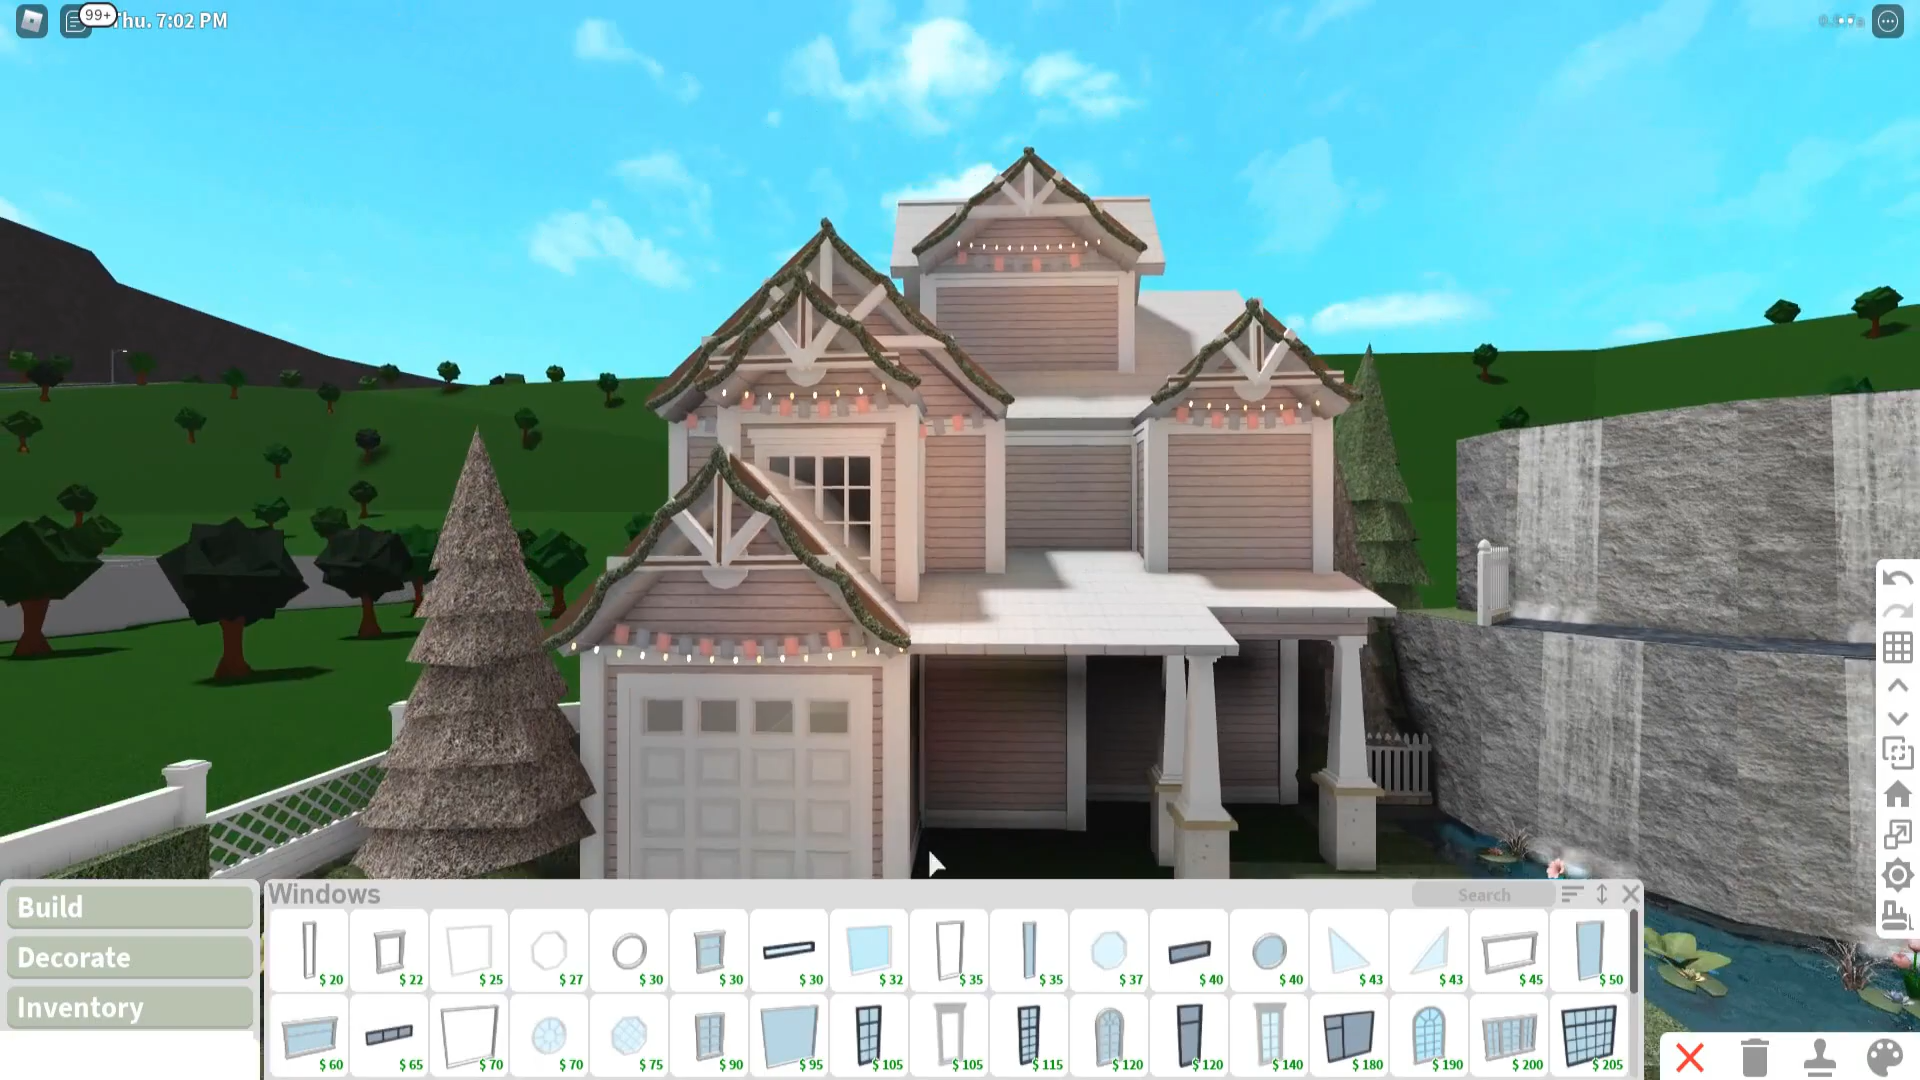 99+
Thu. 7:02 PM
Windows
Search
Build
Decorate
Inventory
$ 20 $ 22 $ 25 $ 27 $ 30 $ 30 $ 30 $ 32 $ 35 $ 35 $ 37 $ 40 $ 40 $ 43 $ 43 $ 45 $ 50
$ 60 $ 65 $ 70 $ 70 $ 75 $ 90 $ 95 $ 105 $ 105 $ 115 $ 120 $ 120 $ 140 $ 180 $ 190 $ 200 $ 205